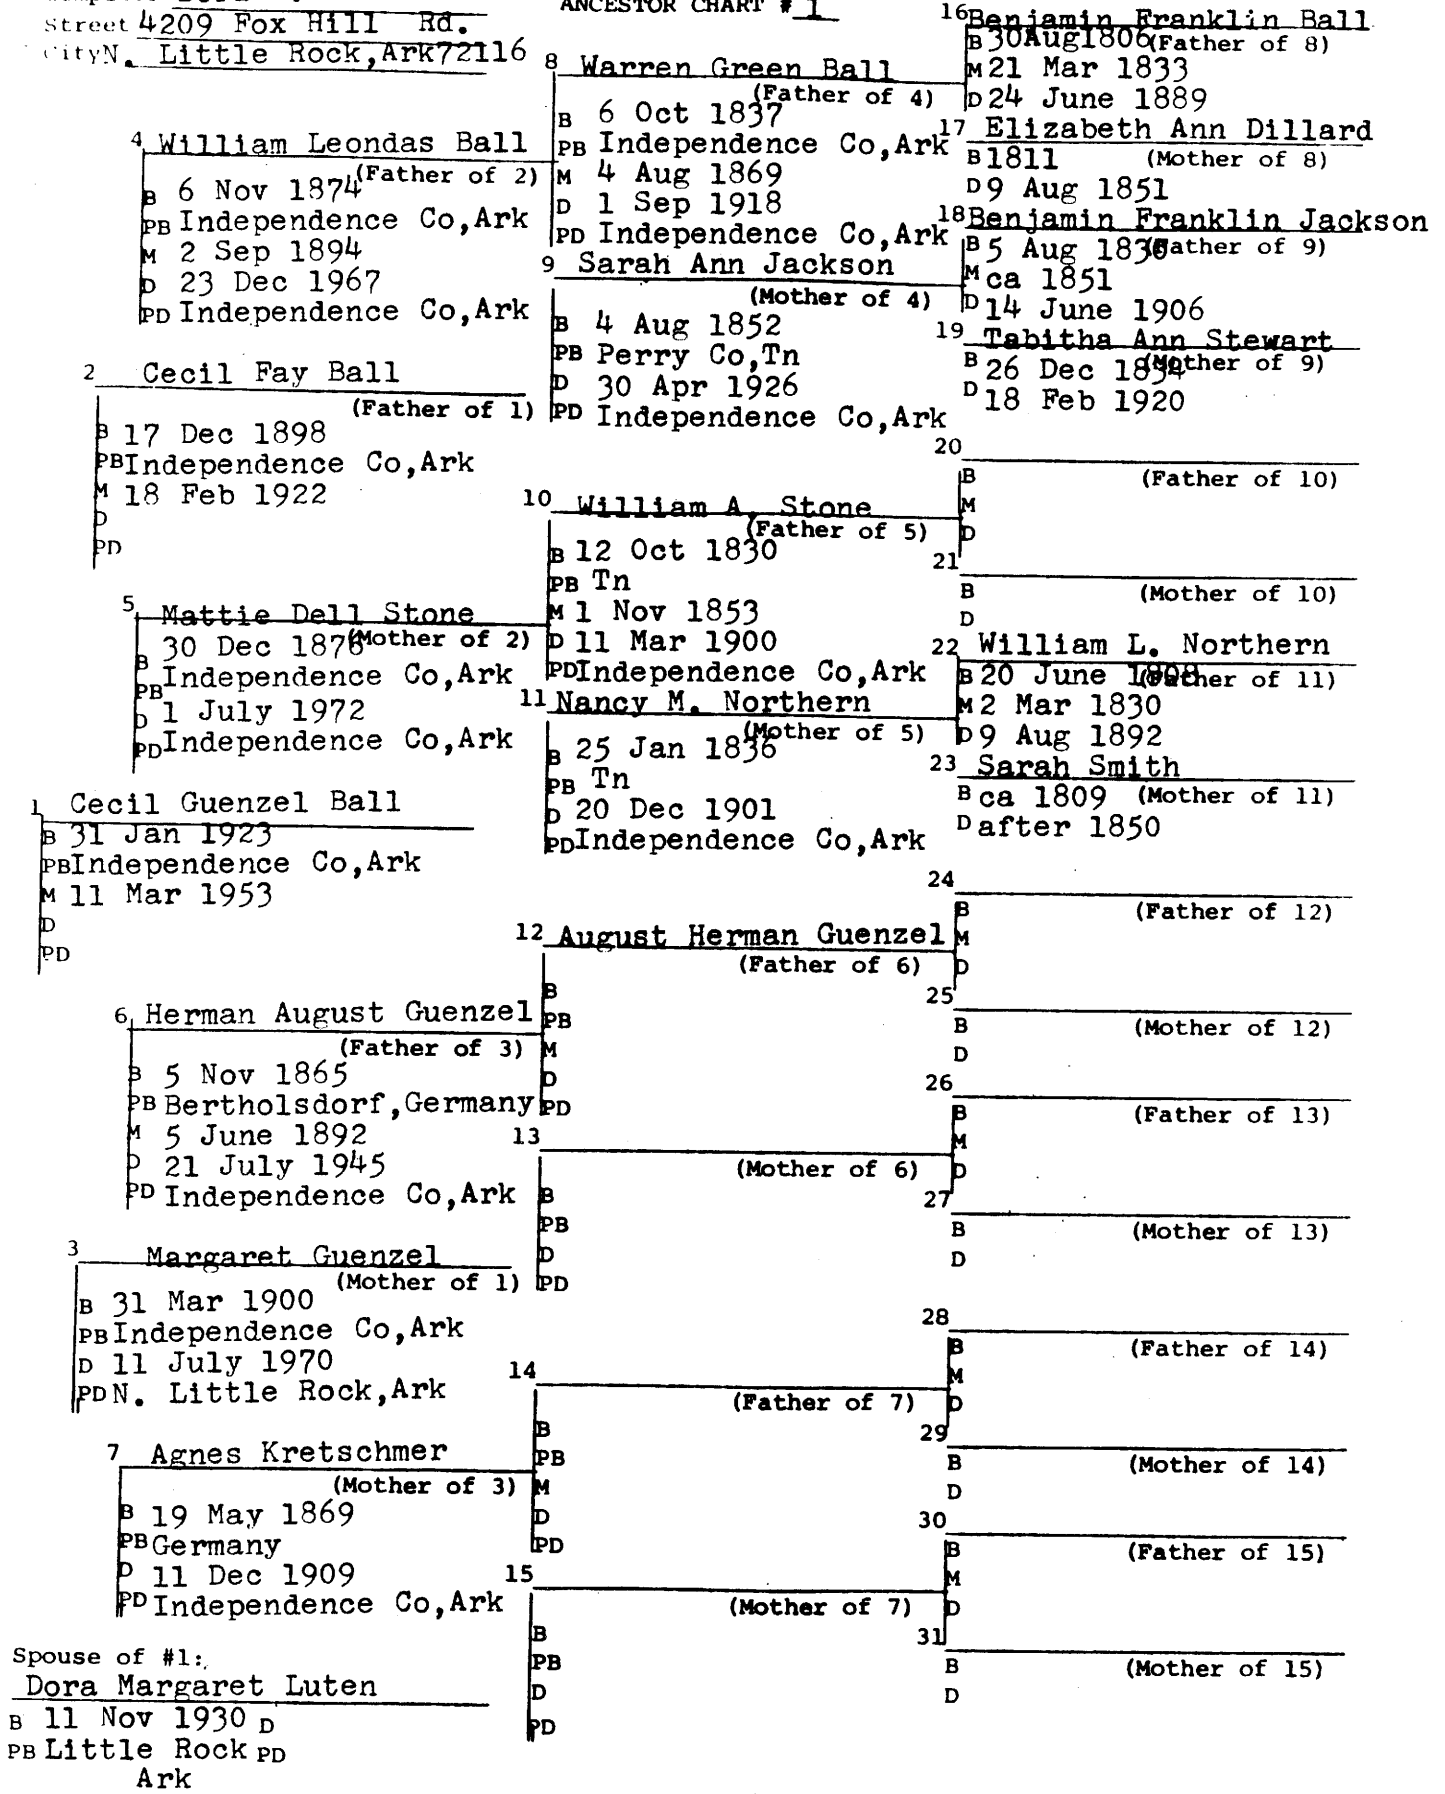 Street 4209 Fox Hill Rd.
City N. Little Rock,Ark72116
ANCESTOR CHART # 1
4 William Leondas Ball
(Father of 2)
B 6 Nov 1874
PB Independence Co,Ark
M 2 Sep 1894
D 23 Dec 1967
PD Independence Co,Ark
2 Cecil Fay Ball
(Father of 1)
B 17 Dec 1898
PB Independence Co,Ark
M 18 Feb 1922
D
PD
5 Mattie Dell Stone
(Mother of 2)
B 30 Dec 1876
PB Independence Co,Ark
D 1 July 1972
PD Independence Co,Ark
1 Cecil Guenzel Ball
B 31 Jan 1923
PB Independence Co,Ark
M 11 Mar 1953
D
PD
6 Herman August Guenzel
(Father of 3)
B 5 Nov 1865
PB Bertholsdorf,Germany
M 5 June 1892
D 21 July 1945
PD Independence Co,Ark
3 Margaret Guenzel
(Mother of 1)
B 31 Mar 1900
PB Independence Co,Ark
D 11 July 1970
PD N. Little Rock,Ark
7 Agnes Kretschmer
(Mother of 3)
B 19 May 1869
PB Germany
D 11 Dec 1909
PD Independence Co,Ark
Spouse of #1:
Dora Margaret Luten
B 11 Nov 1930 D
PB Little Rock PD
Ark
8 Warren Green Ball
(Father of 4)
B 6 Oct 1837
PB Independence Co,Ark
M 4 Aug 1869
D 1 Sep 1918
PD Independence Co,Ark
9 Sarah Ann Jackson
(Mother of 4)
B 4 Aug 1852
PB Perry Co,Tn
D 30 Apr 1926
PD Independence Co,Ark
10 William A. Stone
(Father of 5)
B 12 Oct 1830
PB Tn
M 1 Nov 1853
D 11 Mar 1900
PD Independence Co,Ark
11 Nancy M. Northern
(Mother of 5)
B 25 Jan 1836
PB Tn
D 20 Dec 1901
PD Independence Co,Ark
12 August Herman Guenzel
(Father of 6)
B
PB
M
D
PD
13
(Mother of 6)
B
PB
D
PD
14
(Father of 7)
B
PB
M
D
PD
15
(Mother of 7)
B
PB
D
PD
16 Benjamin Franklin Ball
B 30Aug1806 (Father of 8)
M 21 Mar 1833
D 24 June 1889
17 Elizabeth Ann Dillard
B 1811 (Mother of 8)
D 9 Aug 1851
18 Benjamin Franklin Jackson
B 5 Aug (Father of 9)
M ca 1851
D 14 June 1906
19 Tabitha Ann Stewart
B 26 Dec 1834 (Mother of 9)
D 18 Feb 1920
20
(Father of 10)
B
M
D
21
(Mother of 10)
B
D
22 William L. Northern
B 20 June (Father of 11)
M 2 Mar 1830
D 9 Aug 1892
23 Sarah Smith
B ca 1809 (Mother of 11)
D after 1850
24
(Father of 12)
B
M
D
25
(Mother of 12)
B
D
26
(Father of 13)
B
M
D
27
(Mother of 13)
B
D
28
(Father of 14)
B
M
D
29
(Mother of 14)
B
D
30
(Father of 15)
B
M
D
31
(Mother of 15)
B
D